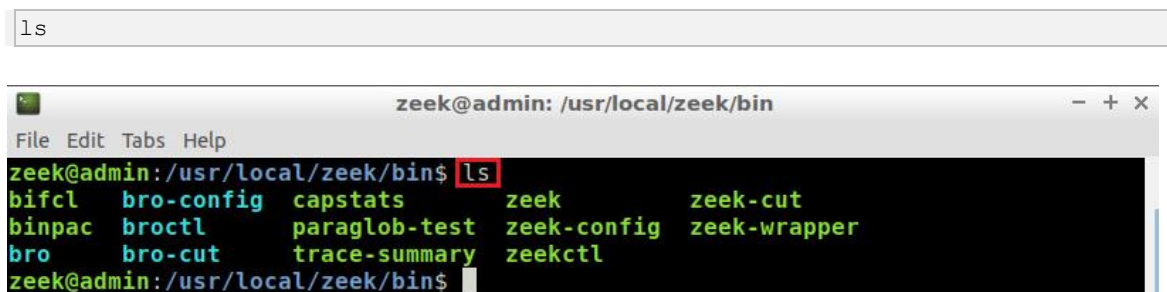 ls
zeek@admin: /usr/local/zeek/bin
File Edit Tabs Help
zeek@admin:/usr/local/zeek/bin$ ls
bifcl bro-config capstats zeek zeek-cut
binpac broctl paraglob-test zeek-config zeek-wrapper
bro bro-cut trace-summary zeekctl
zeek@admin:/usr/local/zeek/bin$